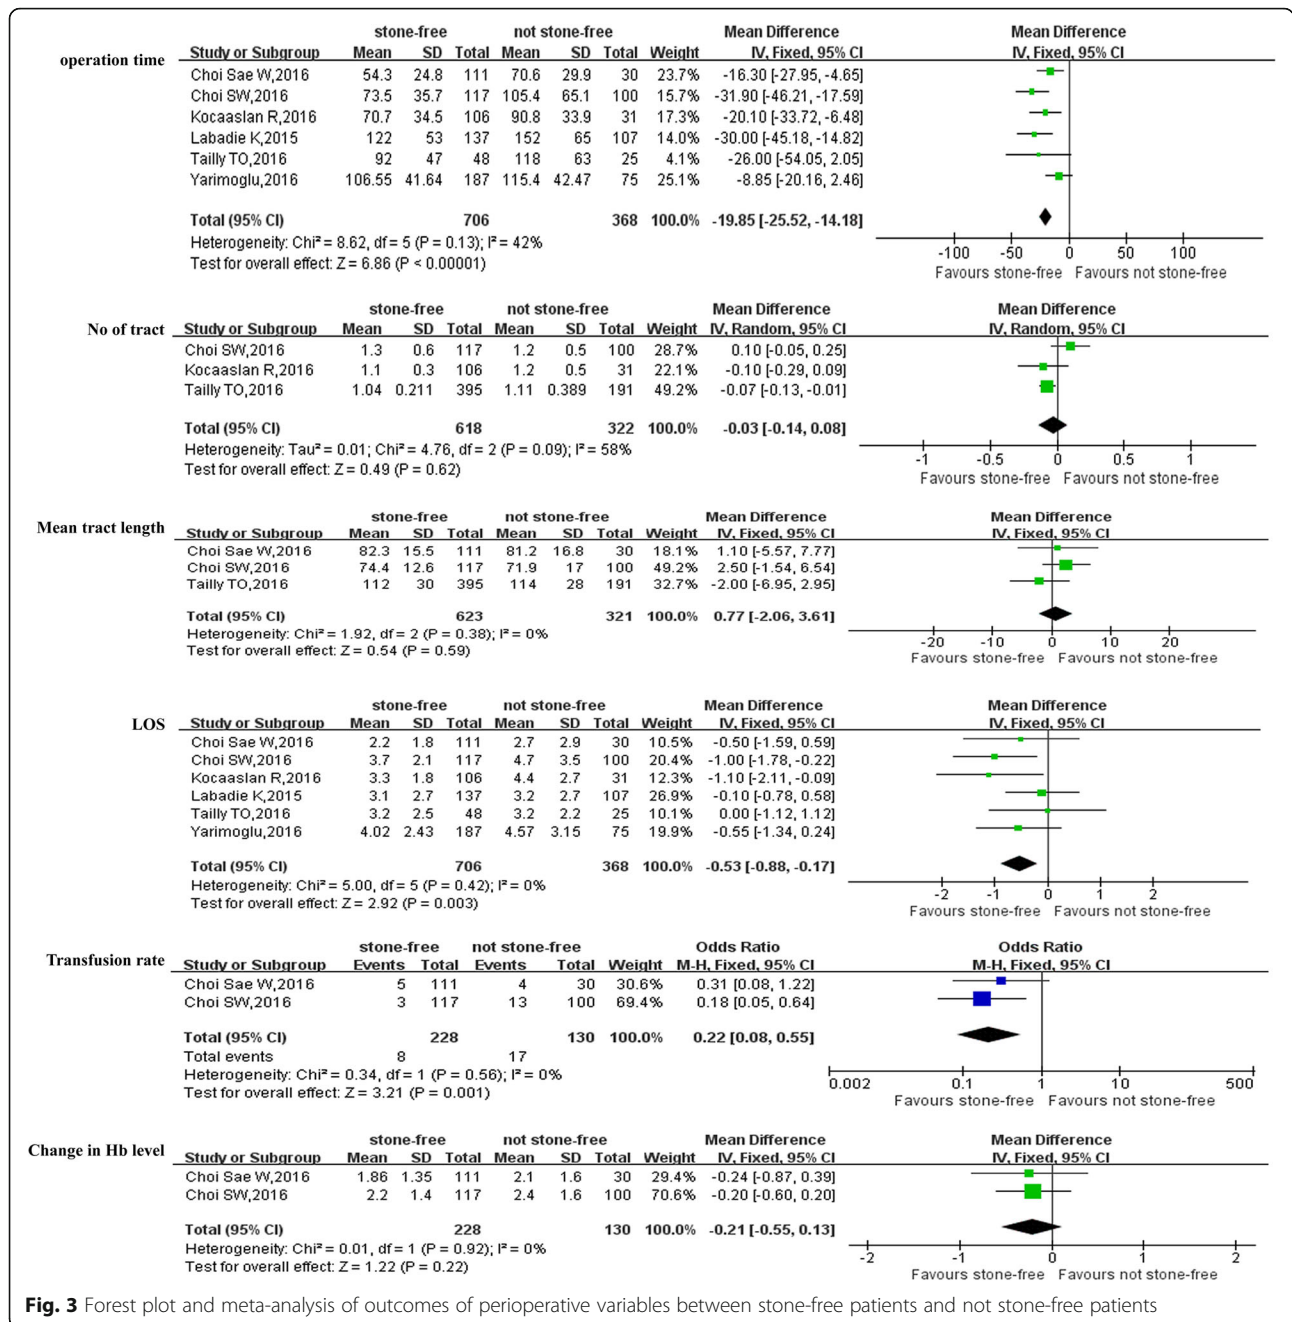 stone-free not stone-free Mean Difference Mean Difference
operation time Study or Subgroup Mean SD Total Mean SD Total Weight IV, Fixed, 95% CI IV, Fixed, 95% CI
Choi Sae W,2016 54.3 24.8 111 70.6 29.9 30 23.7% -16.30 [-27.95, -4.65]
Choi SW,2016 73.5 35.7 117 105.4 65.1 100 15.7% -31.90 [-46.21, -17.59]
Kocaaslan R,2016 70.7 34.5 106 90.8 33.9 31 17.3% -20.10 [-33.72, -6.48]
Labadie K,2015 122 53 137 152 65 107 14.0% -30.00 [-45.18, -14.82]
Tailly TO,2016 92 47 48 118 63 25 4.1% -26.00 [-54.05, 2.05]
Yarimoglu,2016 106.55 41.64 187 115.4 42.47 75 25.1% -8.85 [-20.16, 2.46]
Total (95% CI) 706 368 100.0% -19.85 [-25.52, -14.18]
Heterogeneity: Chi² = 8.62, df = 5 (P = 0.13); I² = 42%
Test for overall effect: Z = 6.86 (P < 0.00001)
-100 -50 0 50 100
Favours stone-free Favours not stone-free
stone-free not stone-free Mean Difference Mean Difference
No of tract Study or Subgroup Mean SD Total Mean SD Total Weight IV, Random, 95% CI IV, Random, 95% CI
Choi SW,2016 1.3 0.6 117 1.2 0.5 100 28.7% 0.10 [-0.05, 0.25]
Kocaaslan R,2016 1.1 0.3 106 1.2 0.5 31 22.1% -0.10 [-0.29, 0.09]
Tailly TO,2016 1.04 0.211 395 1.11 0.389 191 49.2% -0.07 [-0.13, -0.01]
Total (95% CI) 618 322 100.0% -0.03 [-0.14, 0.08]
Heterogeneity: Tau² = 0.01; Chi² = 4.76, df = 2 (P = 0.09); I² = 58%
Test for overall effect: Z = 0.49 (P = 0.62)
-1 -0.5 0 0.5 1
Favours stone-free Favours not stone-free
stone-free not stone-free Mean Difference Mean Difference
Mean tract length Study or Subgroup Mean SD Total Mean SD Total Weight IV, Fixed, 95% CI IV, Fixed, 95% CI
Choi Sae W,2016 82.3 15.5 111 81.2 16.8 30 18.1% 1.10 [-5.57, 7.77]
Choi SW,2016 74.4 12.6 117 71.9 17 100 49.2% 2.50 [-1.54, 6.54]
Tailly TO,2016 112 30 395 114 28 191 32.7% -2.00 [-6.95, 2.95]
Total (95% CI) 623 321 100.0% 0.77 [-2.06, 3.61]
Heterogeneity: Chi² = 1.92, df = 2 (P = 0.38); I² = 0%
Test for overall effect: Z = 0.54 (P = 0.59)
-20 -10 0 10 20
Favours stone-free Favours not stone-free
stone-free not stone-free Mean Difference Mean Difference
LOS Study or Subgroup Mean SD Total Mean SD Total Weight IV, Fixed, 95% CI IV, Fixed, 95% CI
Choi Sae W,2016 2.2 1.8 111 2.7 2.9 30 10.5% -0.50 [-1.59, 0.59]
Choi SW,2016 3.7 2.1 117 4.7 3.5 100 20.4% -1.00 [-1.78, -0.22]
Kocaaslan R,2016 3.3 1.8 106 4.4 2.7 31 12.3% -1.10 [-2.11, -0.09]
Labadie K,2015 3.1 2.7 137 3.2 2.7 107 26.9% -0.10 [-0.78, 0.58]
Tailly TO,2016 3.2 2.5 48 3.2 2.2 25 10.1% 0.00 [-1.12, 1.12]
Yarimoglu,2016 4.02 2.43 187 4.57 3.15 75 19.9% -0.55 [-1.34, 0.24]
Total (95% CI) 706 368 100.0% -0.53 [-0.88, -0.17]
Heterogeneity: Chi² = 5.00, df = 5 (P = 0.42); I² = 0%
Test for overall effect: Z = 2.92 (P = 0.003)
-2 -1 0 1 2
Favours stone-free Favours not stone-free
stone-free not stone-free Odds Ratio Odds Ratio
Transfusion rate Study or Subgroup Events Total Events Total Weight M-H, Fixed, 95% CI M-H, Fixed, 95% CI
Choi Sae W,2016 5 111 4 30 30.6% 0.31 [0.08, 1.22]
Choi SW,2016 3 117 13 100 69.4% 0.18 [0.05, 0.64]
Total (95% CI) 228 130 100.0% 0.22 [0.08, 0.55]
Total events 8 17
Heterogeneity: Chi² = 0.34, df = 1 (P = 0.56); I² = 0%
Test for overall effect: Z = 3.21 (P = 0.001)
0.002 0.1 1 10 500
Favours stone-free Favours not stone-free
stone-free not stone-free Mean Difference Mean Difference
Change in Hb level Study or Subgroup Mean SD Total Mean SD Total Weight IV, Fixed, 95% CI IV, Fixed, 95% CI
Choi Sae W,2016 1.86 1.35 111 2.1 1.6 30 29.4% -0.24 [-0.87, 0.39]
Choi SW,2016 2.2 1.4 117 2.4 1.6 100 70.6% -0.20 [-0.60, 0.20]
Total (95% CI) 228 130 100.0% -0.21 [-0.55, 0.13]
Heterogeneity: Chi² = 0.01, df = 1 (P = 0.92); I² = 0%
Test for overall effect: Z = 1.22 (P = 0.22)
-2 -1 0 1 2
Favours stone-free Favours not stone-free
Fig. 3 Forest plot and meta-analysis of outcomes of perioperative variables between stone-free patients and not stone-free patients